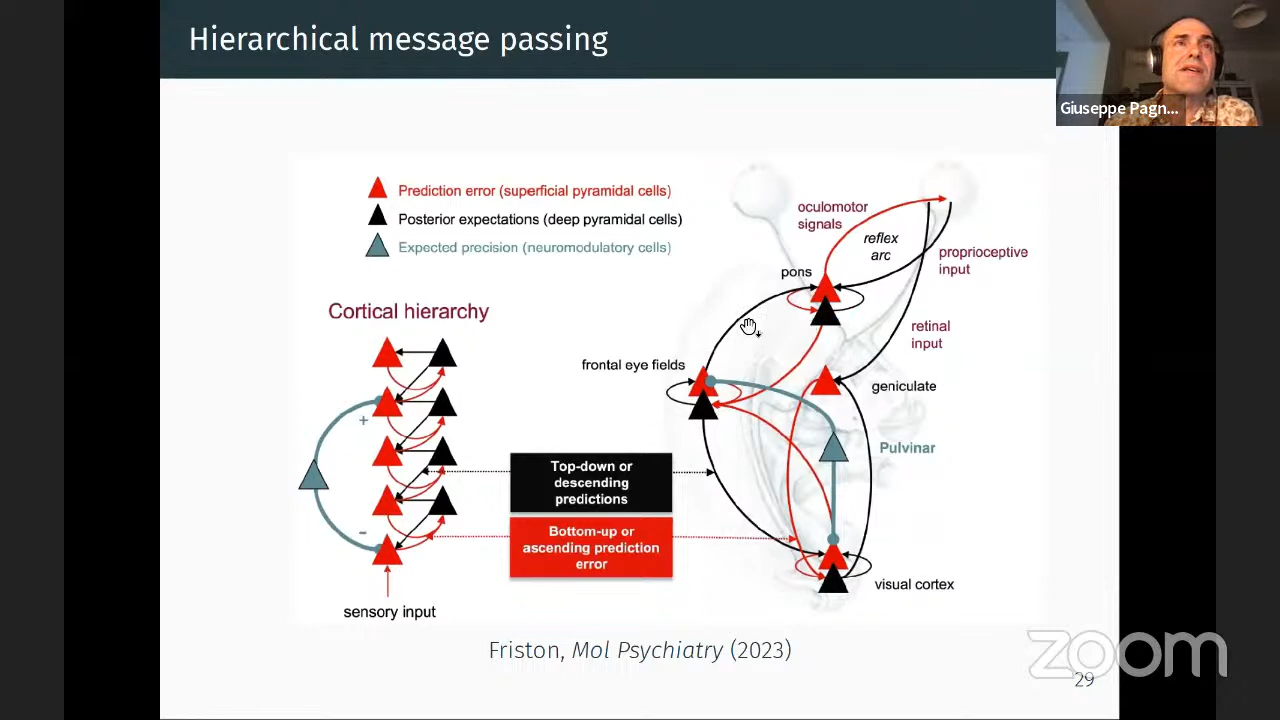 Hierarchical message passing
Giuseppe Pagn...
Prediction error (superficial pyramidal cells)
Posterior expectations (deep pyramidal cells)
Expected precision (neuromodulatory cells)
Cortical hierarchy
+
-
sensory input
Top-down or
descending
predictions
Bottom-up or
ascending prediction
error
oculomotor
signals
reflex
arc
proprioceptive
input
pons
retinal
input
frontal eye fields
geniculate
Pulvinar
visual cortex
Friston, Mol Psychiatry (2023)
zoom
29